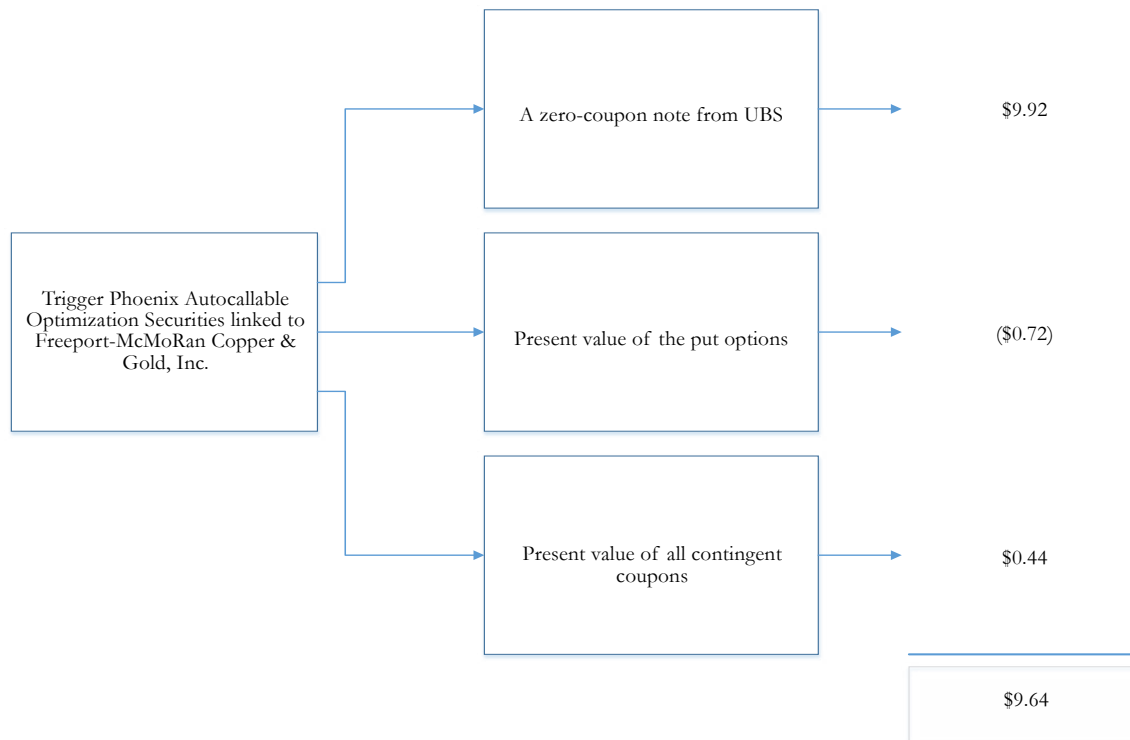 A zero-coupon note from UBS
$9.92
Trigger Phoenix Autocallable
Optimization Securities linked to
Freeport-McMoRan Copper &
Gold, Inc.
Present value of the put options
($0.72)
Present value of all contingent
coupons
$0.44
$9.64